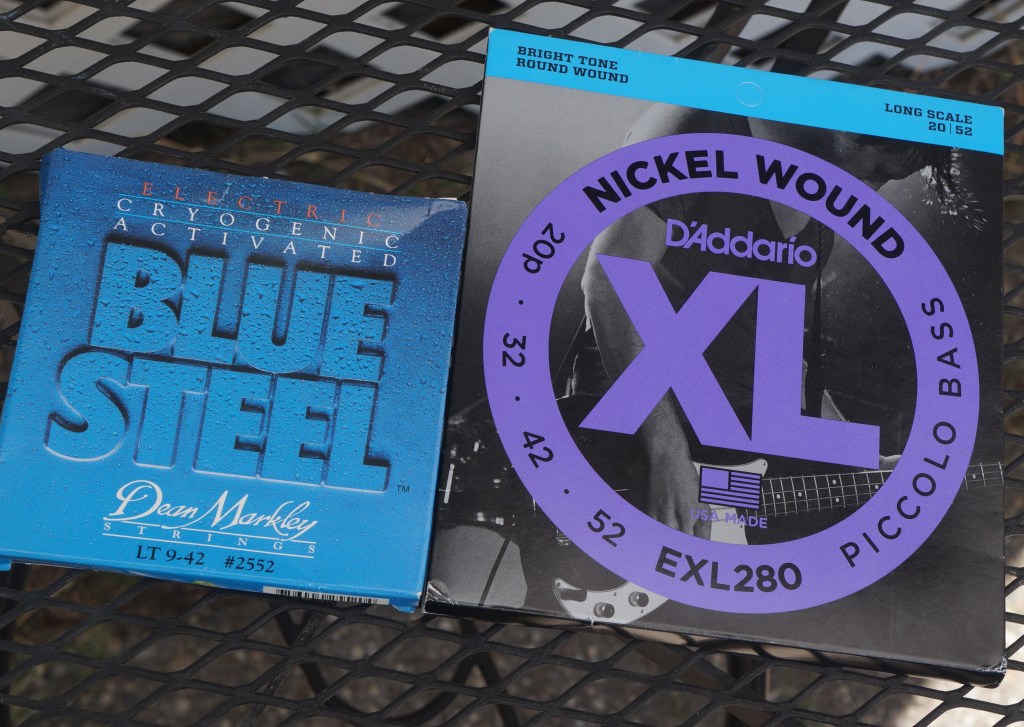 ELECTRIC
CRYOGENIC
ACTIVATED
BLUE
STEEL
TM
Dean Markley
STRINGS
LT 9-42 #2552
BRIGHT TONE
ROUND WOUND
LONG SCALE
20 | 52
NICKEL WOUND
D'Addario
XL
USA MADE
20p · 32 · 42 · 52
EXL280
PICCOLO BASS